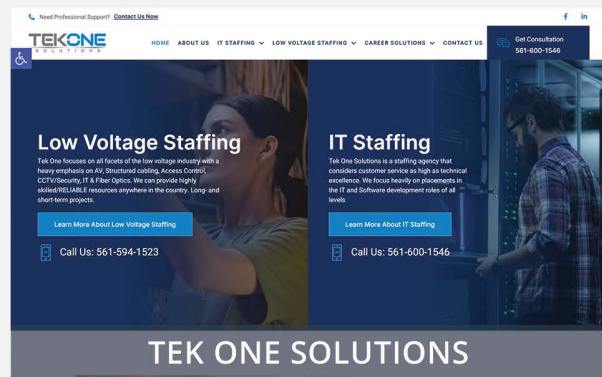 Need Professional Support? Contact Us Now
TEKONE
SOLUTIONS
HOME ABOUT US IT STAFFING LOW VOLTAGE STAFFING CAREER SOLUTIONS CONTACT US
Get Consultation
561-600-1546
Low Voltage Staffing
Tek One focuses on all facets of the low voltage industry with a
heavy emphasis on AV, Structured cabling, Access Control,
CCTV/Security, IT & Fiber Optics. We can provide highly
skilled/RELIABLE resources anywhere in the country. Long- and
short-term projects.
Learn More About Low Voltage Staffing
Call Us: 561-594-1523
IT Staffing
Tek One Solutions is a staffing agency that
considers customer service as high as technical
excellence. We focus heavily on placements in
the IT and Software development roles of all
levels
Learn More About IT Staffing
Call Us: 561-600-1546
TEK ONE SOLUTIONS